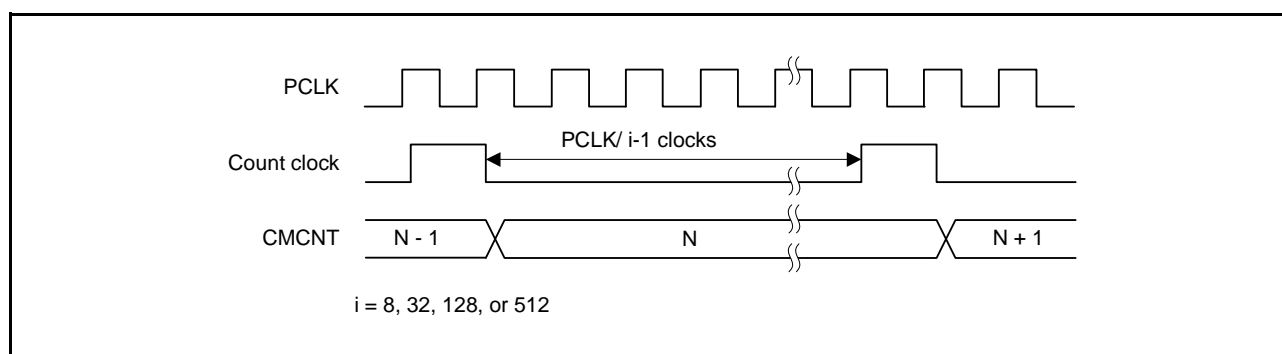 PCLK
PCLK/ i-1 clocks
Count clock
CMCNT
N - 1
N
N + 1
i = 8, 32, 128, or 512